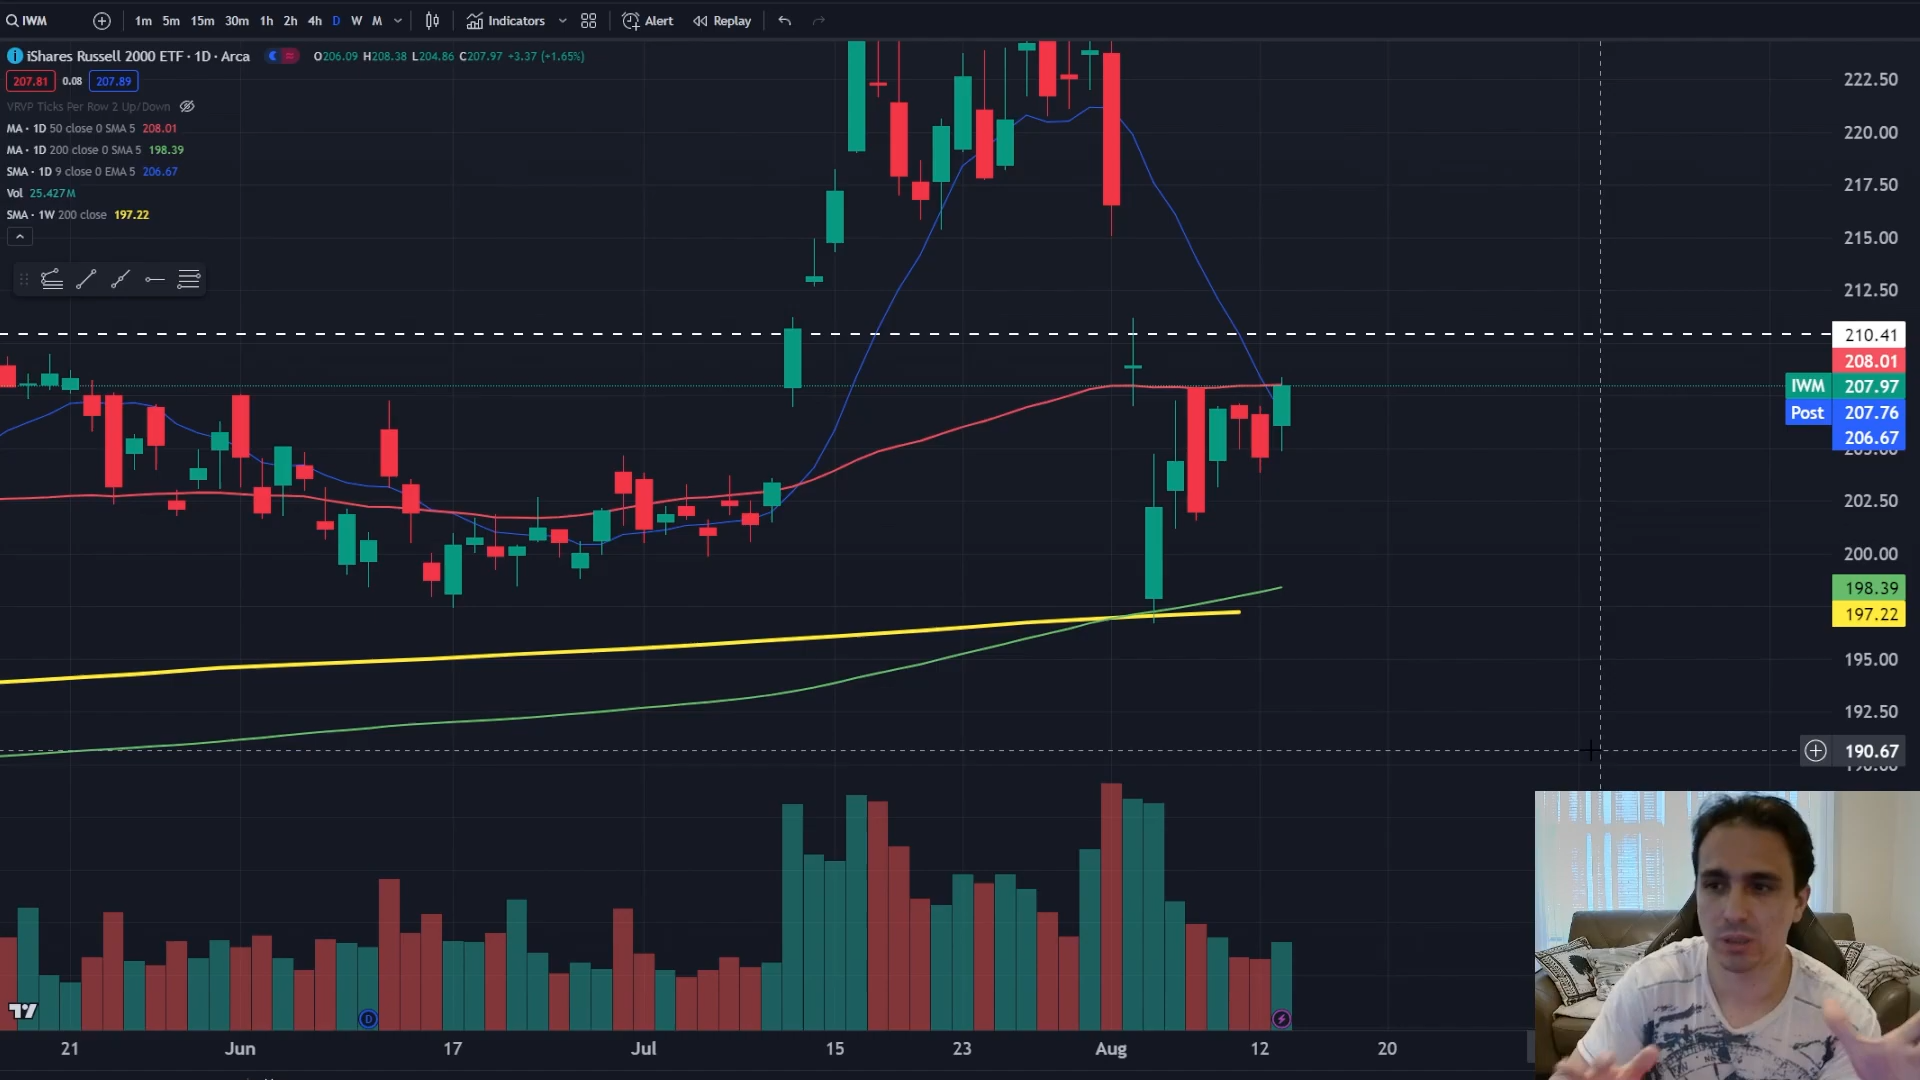 IWM 1m 5m 15m 30m 1h 2h 4h D W M Indicators Alert Replay
iShares Russell 2000 ETF · 1D · Arca O206.09 H208.38 L204.86 C207.97 +3.37 (+1.65%)
207.81 0.08 207.89
VRVP Ticks Per Row 2 Up/Down
MA · 1D 50 close 0 SMA 5 208.01
MA · 1D 200 close 0 SMA 5 198.39
SMA · 1D 9 close 0 EMA 5 206.67
Vol 25.427M
SMA · 1W 200 close 197.22
222.50
220.00
217.50
215.00
212.50
210.41
208.01
IWM 207.97
Post 207.76
206.67
205.00
202.50
200.00
198.39
197.22
195.00
192.50
190.67
190.00
D
21 Jun 17 Jul 15 23 Aug 12 20